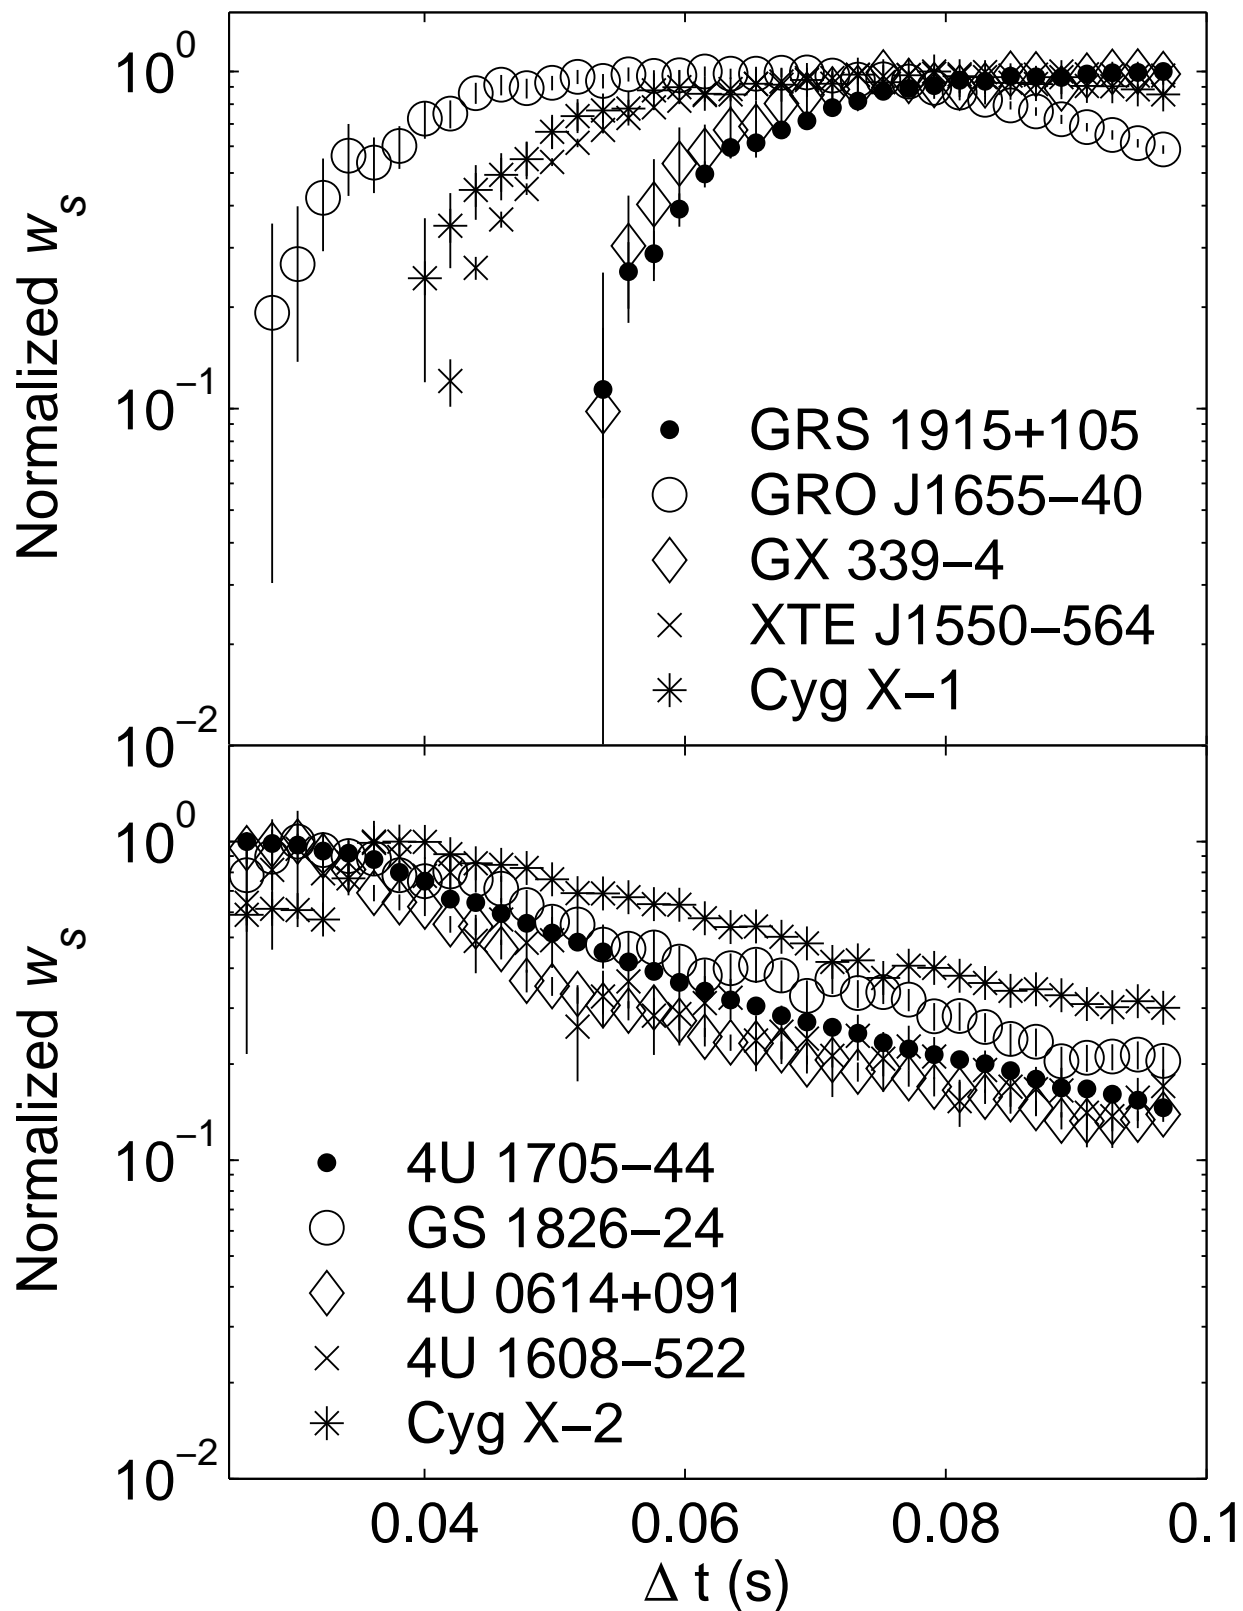 Normalized w_s
10^0
10^−1
10^−2
GRS 1915+105
GRO J1655−40
GX 339−4
XTE J1550−564
Cyg X−1
Normalized w_s
10^0
10^−1
10^−2
4U 1705−44
GS 1826−24
4U 0614+091
4U 1608−522
Cyg X−2
0.04 0.06 0.08 0.1
Δ t (s)